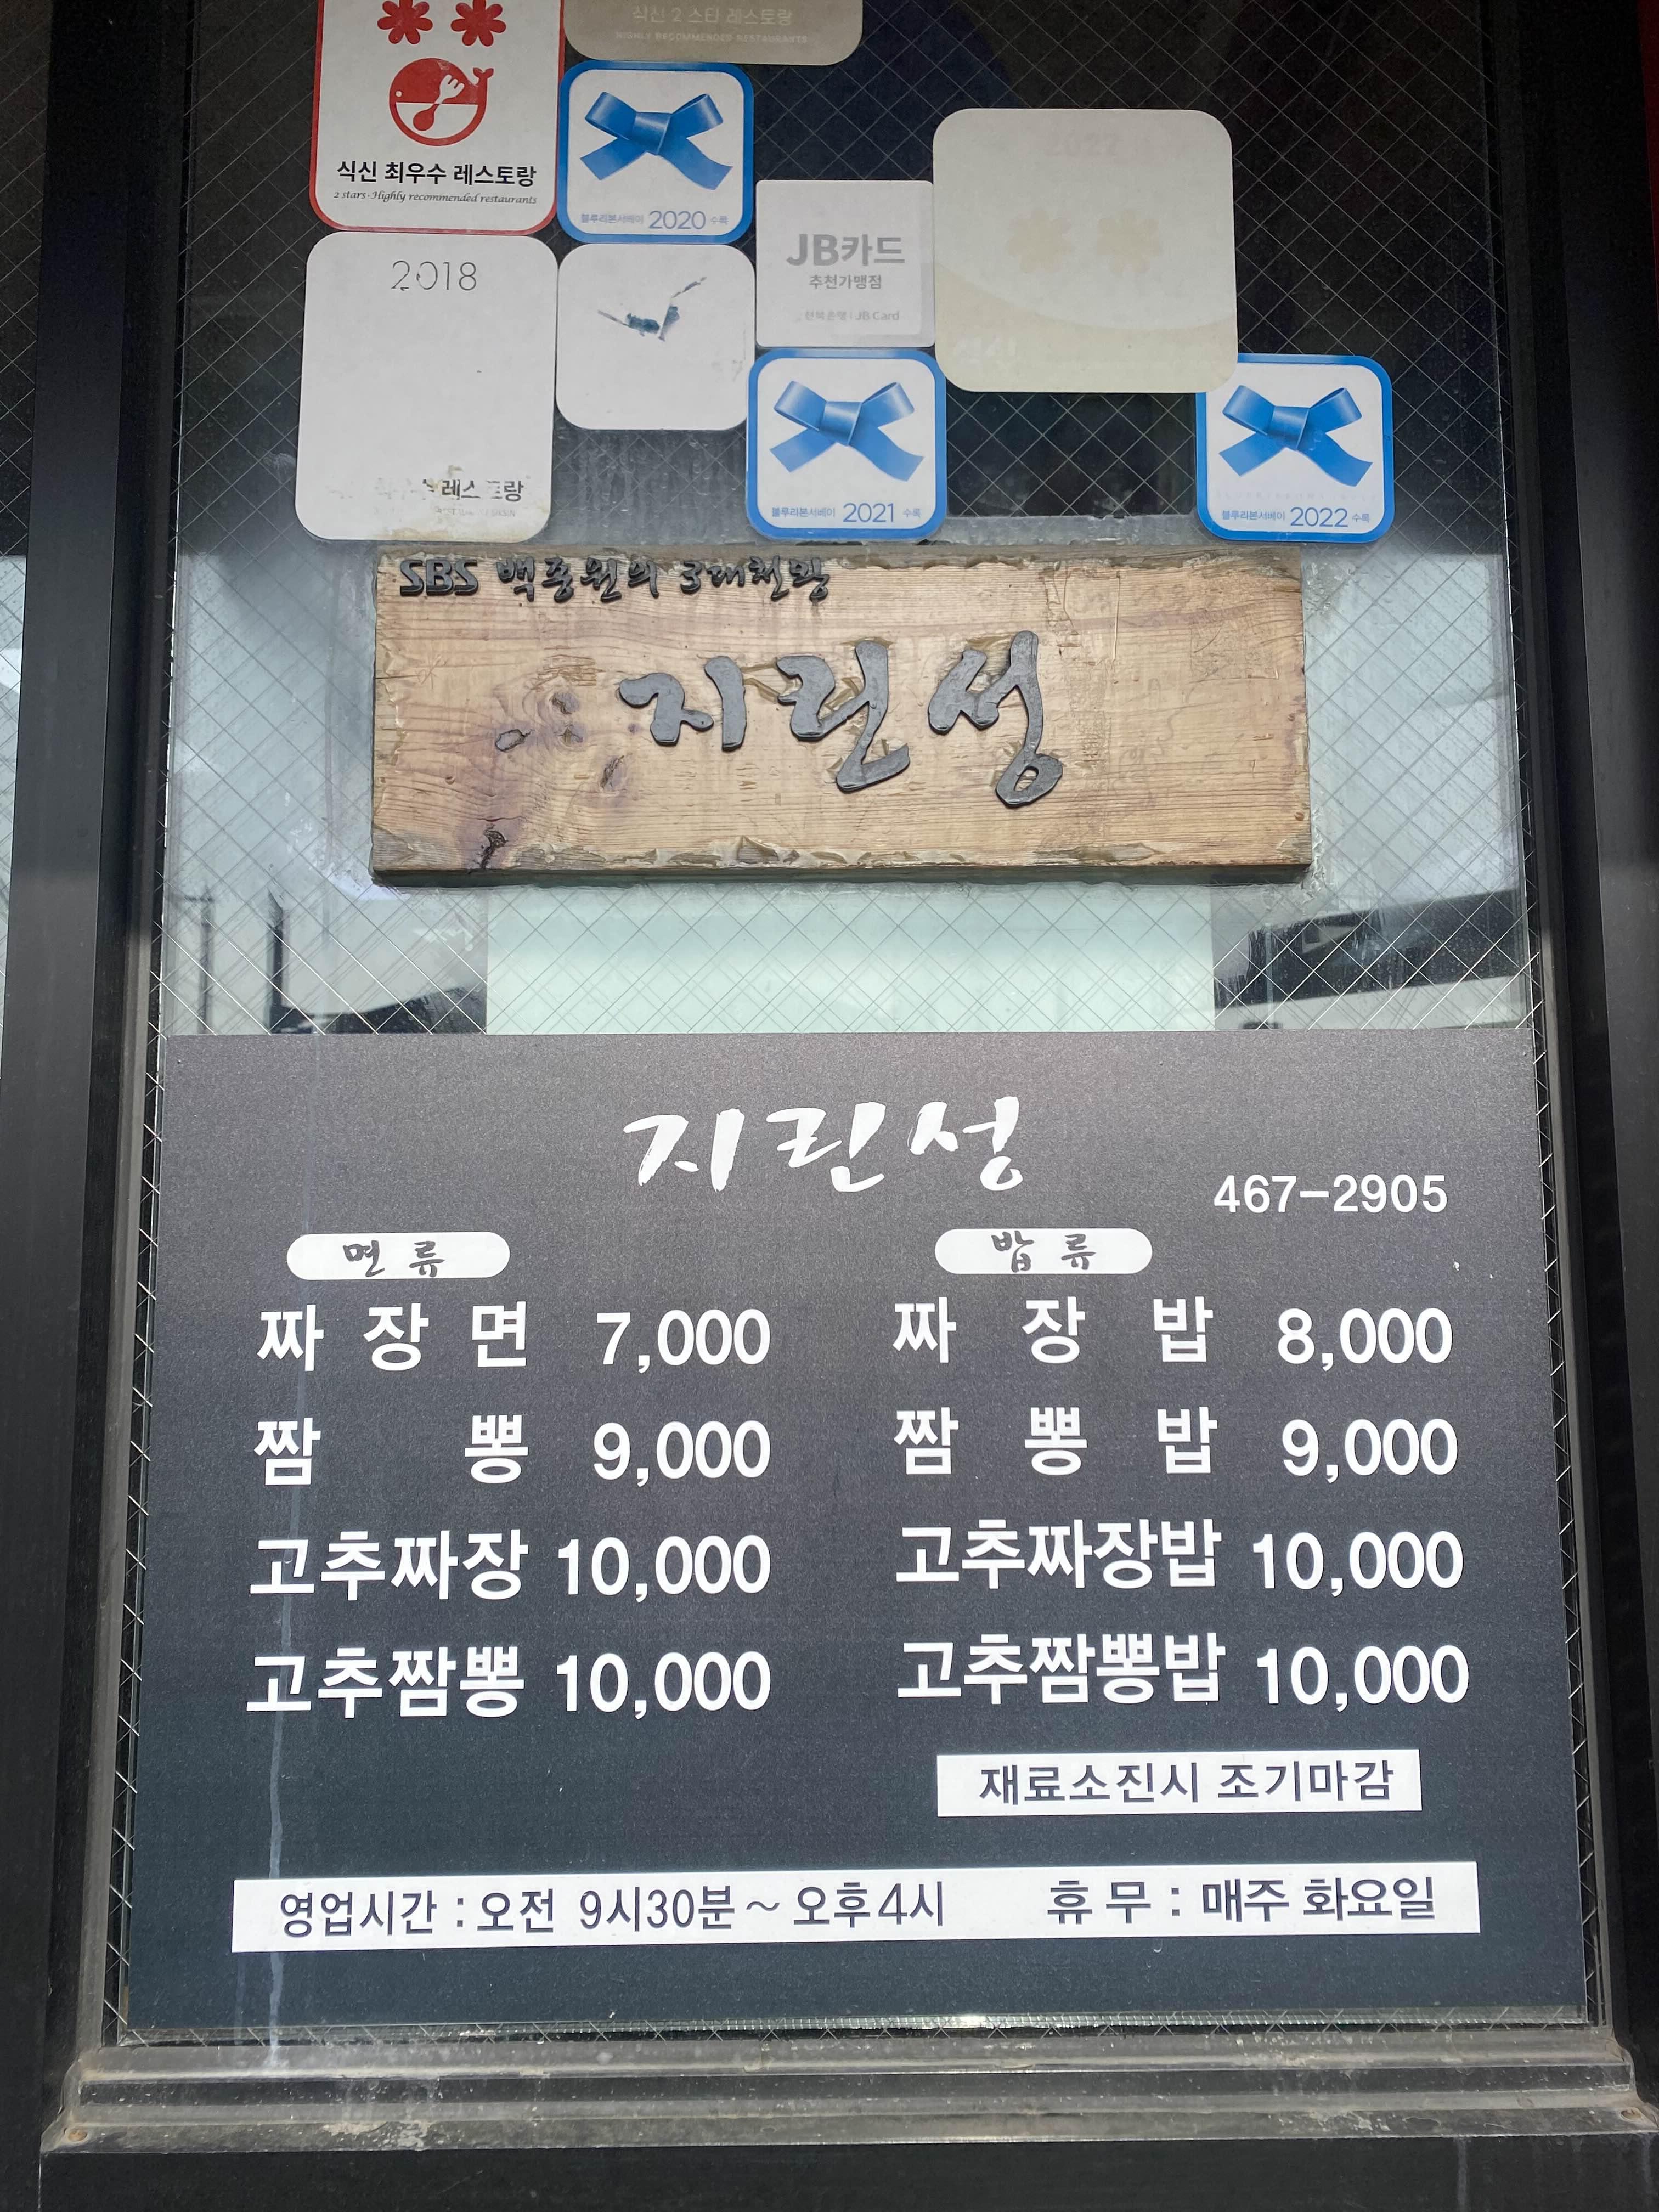 식신 2 스타 레스토랑
HIGHLY RECOMMENDED RESTAURANTS
식신 최우수 레스토랑
2 stars·Highly recommended restaurants
블루리본서베이 2020 수록
2022
JB카드
추천가맹점
전북은행 | JB Card
2018
레스토랑
블루리본서베이 2021 수록
블루리본서베이 2022 수록
SBS 백종원의 3대천왕
지린성
지린성
467-2905
면류 밥류
짜장면 7,000 짜장밥 8,000
짬뽕 9,000 짬뽕밥 9,000
고추짜장 10,000 고추짜장밥 10,000
고추짬뽕 10,000 고추짬뽕밥 10,000
재료소진시 조기마감
영업시간 : 오전 9시30분 ~ 오후4시 휴무 : 매주 화요일